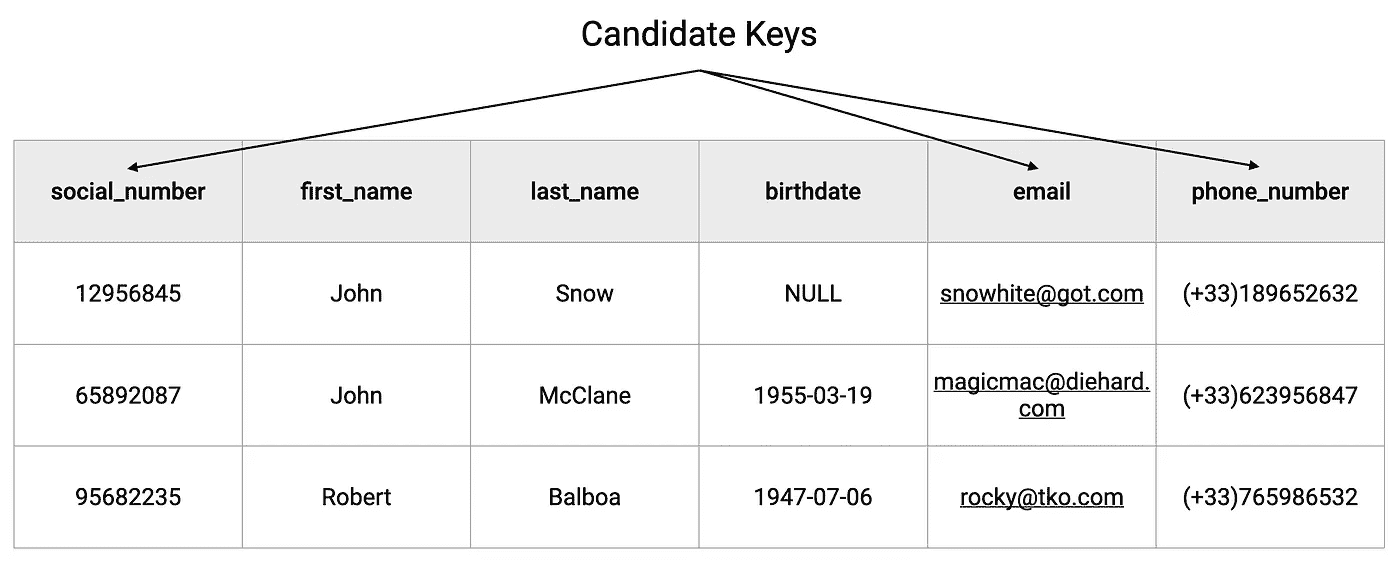 Candidate Keys
social_number first_name last_name birthdate email phone_number
12956845 John Snow NULL snowhite@got.com (+33)189652632
65892087 John McClane 1955-03-19 magicmac@diehard.
com (+33)623956847
95682235 Robert Balboa 1947-07-06 rocky@tko.com (+33)765986532